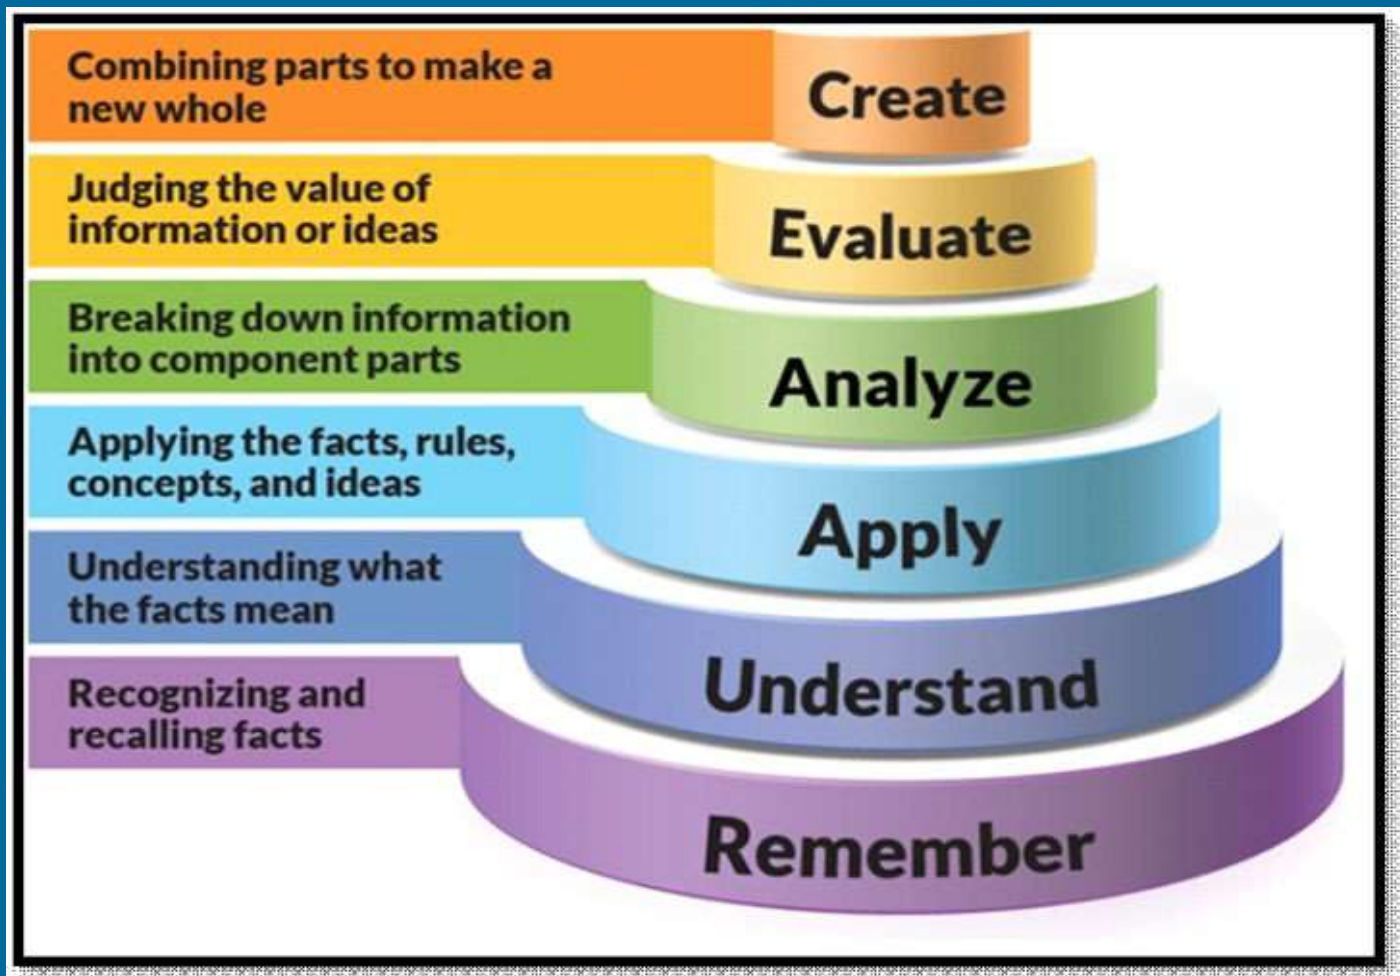 Combining parts to make a
new whole
Create
Judging the value of
information or ideas
Evaluate
Breaking down information
into component parts
Analyze
Applying the facts, rules,
concepts, and ideas
Apply
Understanding what
the facts mean
Understand
Recognizing and
recalling facts
Remember